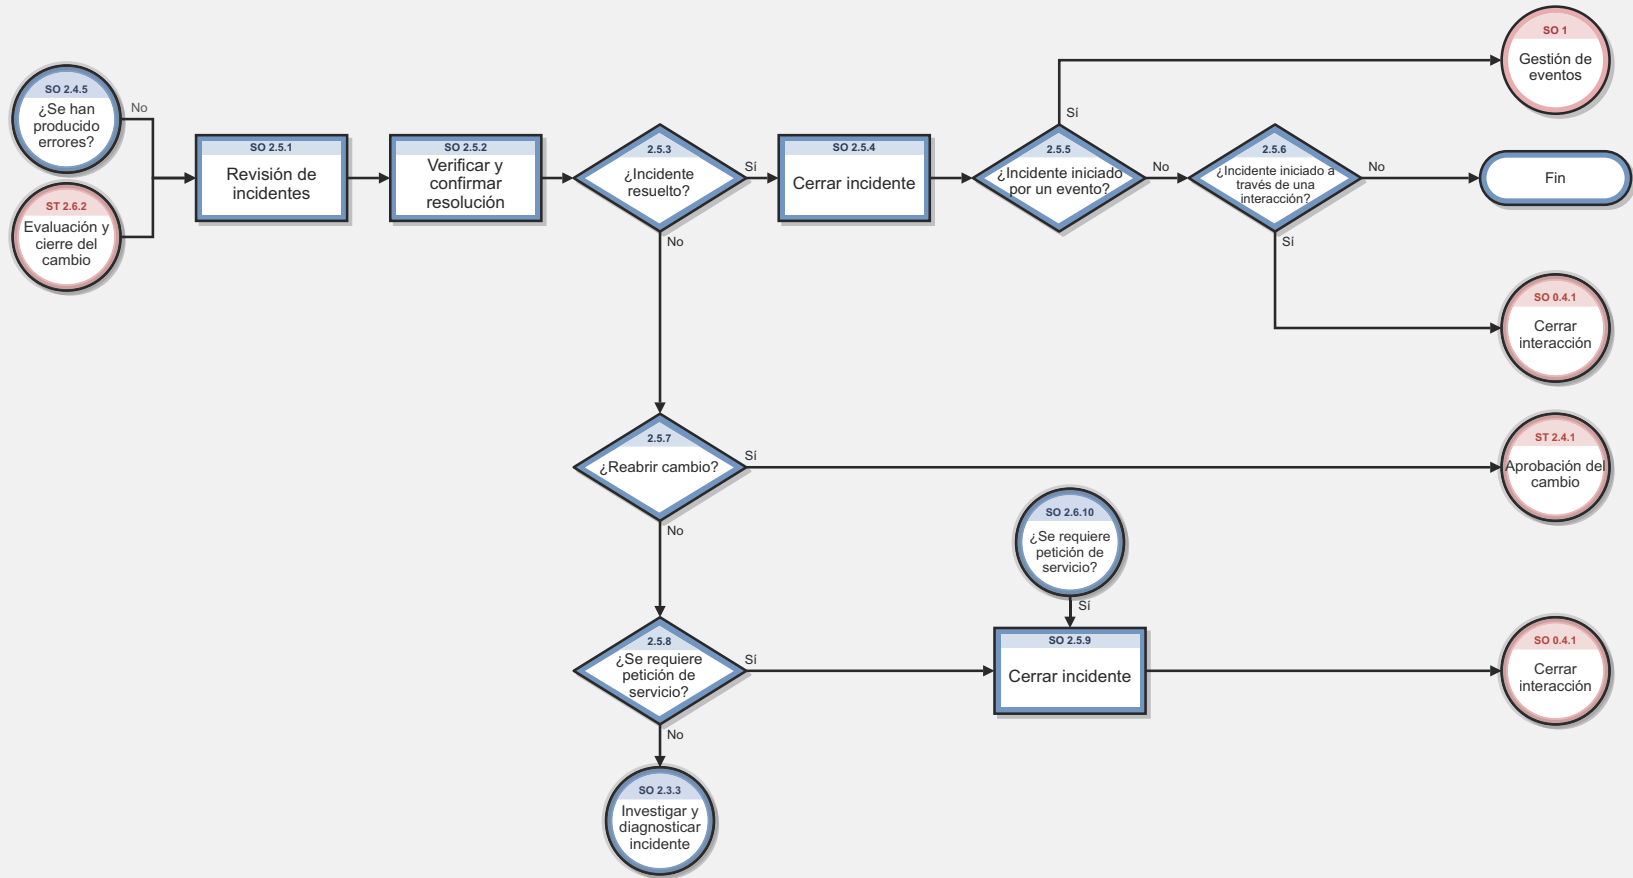 SO 1
Gestión de
eventos
SO 2.4.5
¿Se han
producido
errores?
No
ST 2.6.2
Evaluación y
cierre del
cambio
SO 2.5.1
Revisión de
incidentes
SO 2.5.2
Verificar y
confirmar
resolución
2.5.3
¿Incidente
resuelto?
Sí
No
SO 2.5.4
Cerrar incidente
2.5.5
¿Incidente iniciado
por un evento?
Sí
No
2.5.6
¿Incidente iniciado a
través de una
interacción?
No
Sí
Fin
SO 0.4.1
Cerrar
interacción
2.5.7
¿Reabrir cambio?
Sí
No
ST 2.4.1
Aprobación del
cambio
SO 2.6.10
¿Se requiere
petición de
servicio?
Sí
2.5.8
¿Se requiere
petición de
servicio?
Sí
No
SO 2.5.9
Cerrar incidente
SO 0.4.1
Cerrar
interacción
SO 2.3.3
Investigar y
diagnosticar
incidente